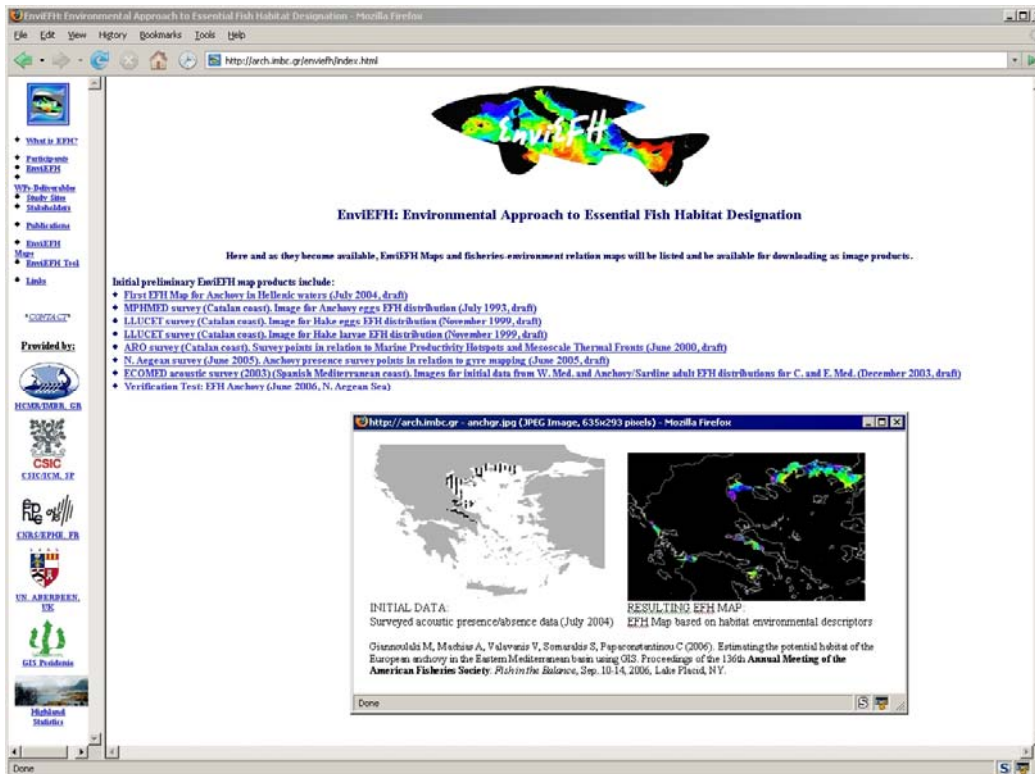 EnviEFH: Environmental Approach to Essential Fish Habitat Designation - Mozilla Firefox
File Edit View History Bookmarks Tools Help
http://arch.imbc.gr/enviefh/index.html
What is EFH?
Participants
EnviEFH
WPs-Deliverables
Study Sites
Stakeholders
Publications
EnviEFH
Maps
EnviEFH Tool
Links
*CONTACT*
Provided by:
HCMR/IMBR, GR
CSIC
CSIC/ICM, SP
CNRS/EPHE, FR
UN. ABERDEEN,
UK
GIS Posidonia
Highland
Statistics
EnviEFH
EnviEFH: Environmental Approach to Essential Fish Habitat Designation
Here and as they become available, EnviEFH Maps and fisheries-environment relation maps will be listed and be available for downloading as image products.
Initial preliminary EnviEFH map products include:
First EFH Map for Anchovy in Hellenic waters (July 2004, draft)
MPHMED survey (Catalan coast). Image for Anchovy eggs EFH distribution (July 1993, draft)
LLUCET survey (Catalan coast). Image for Hake eggs EFH distribution (November 1999, draft)
LLUCET survey (Catalan coast). Image for Hake larvae EFH distribution (November 1999, draft)
ARO survey (Catalan coast). Survey points in relation to Marine Productivity Hotspots and Mesoscale Thermal Fronts (June 2000, draft)
N. Aegean survey (June 2005). Anchovy presence survey points in relation to gyre mapping (June 2005, draft)
ECOMED acoustic survey (2003) (Spanish Mediterranean coast). Images for initial data from W. Med. and Anchovy/Sardine adult EFH distributions for C. and E. Med. (December 2003, draft)
Verification Test: EFH Anchovy (June 2006, N. Aegean Sea)
http://arch.imbc.gr - anchgr.jpg (JPEG Image, 635x293 pixels) - Mozilla Firefox
INITIAL DATA:
Surveyed acoustic presence/absence data (July 2004)
RESULTING EFH MAP:
EFH Map based on habitat environmental descriptors
Giannoulaki M, Machias A, Valavanis V, Somarakis S, Papaconstantinou C (2006). Estimating the potential habitat of the
European anchovy in the Eastern Mediterranean basin using GIS. Proceedings of the 136th Annual Meeting of the
American Fisheries Society. Fish in the Balance, Sep. 10-14, 2006, Lake Placid, NY.
Done
Done